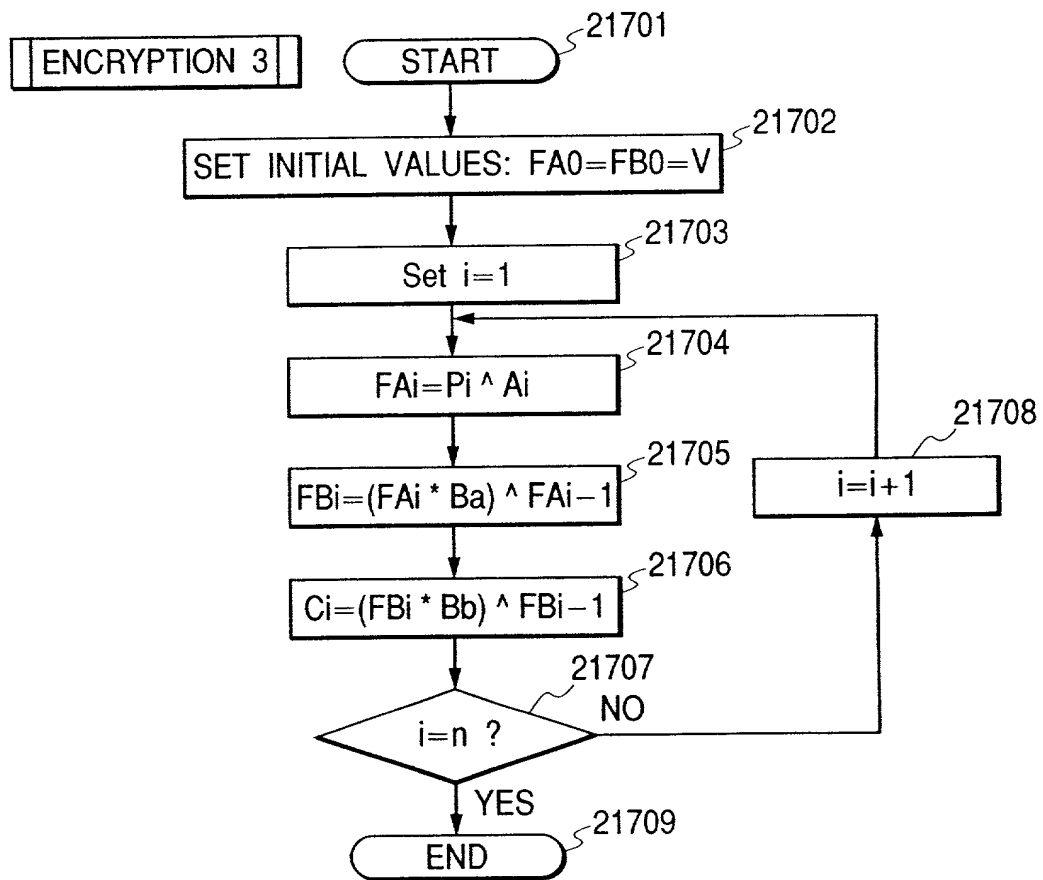 21701
ENCRYPTION 3
START
21702
SET INITIAL VALUES: FA0=FB0=V
21703
Set i=1
21704
FAi=Pi ^ Ai
21708
i=i+1
21705
FBi=(FAi * Ba) ^ FAi−1
21706
Ci=(FBi * Bb) ^ FBi−1
21707
i=n ?
NO
YES
21709
END